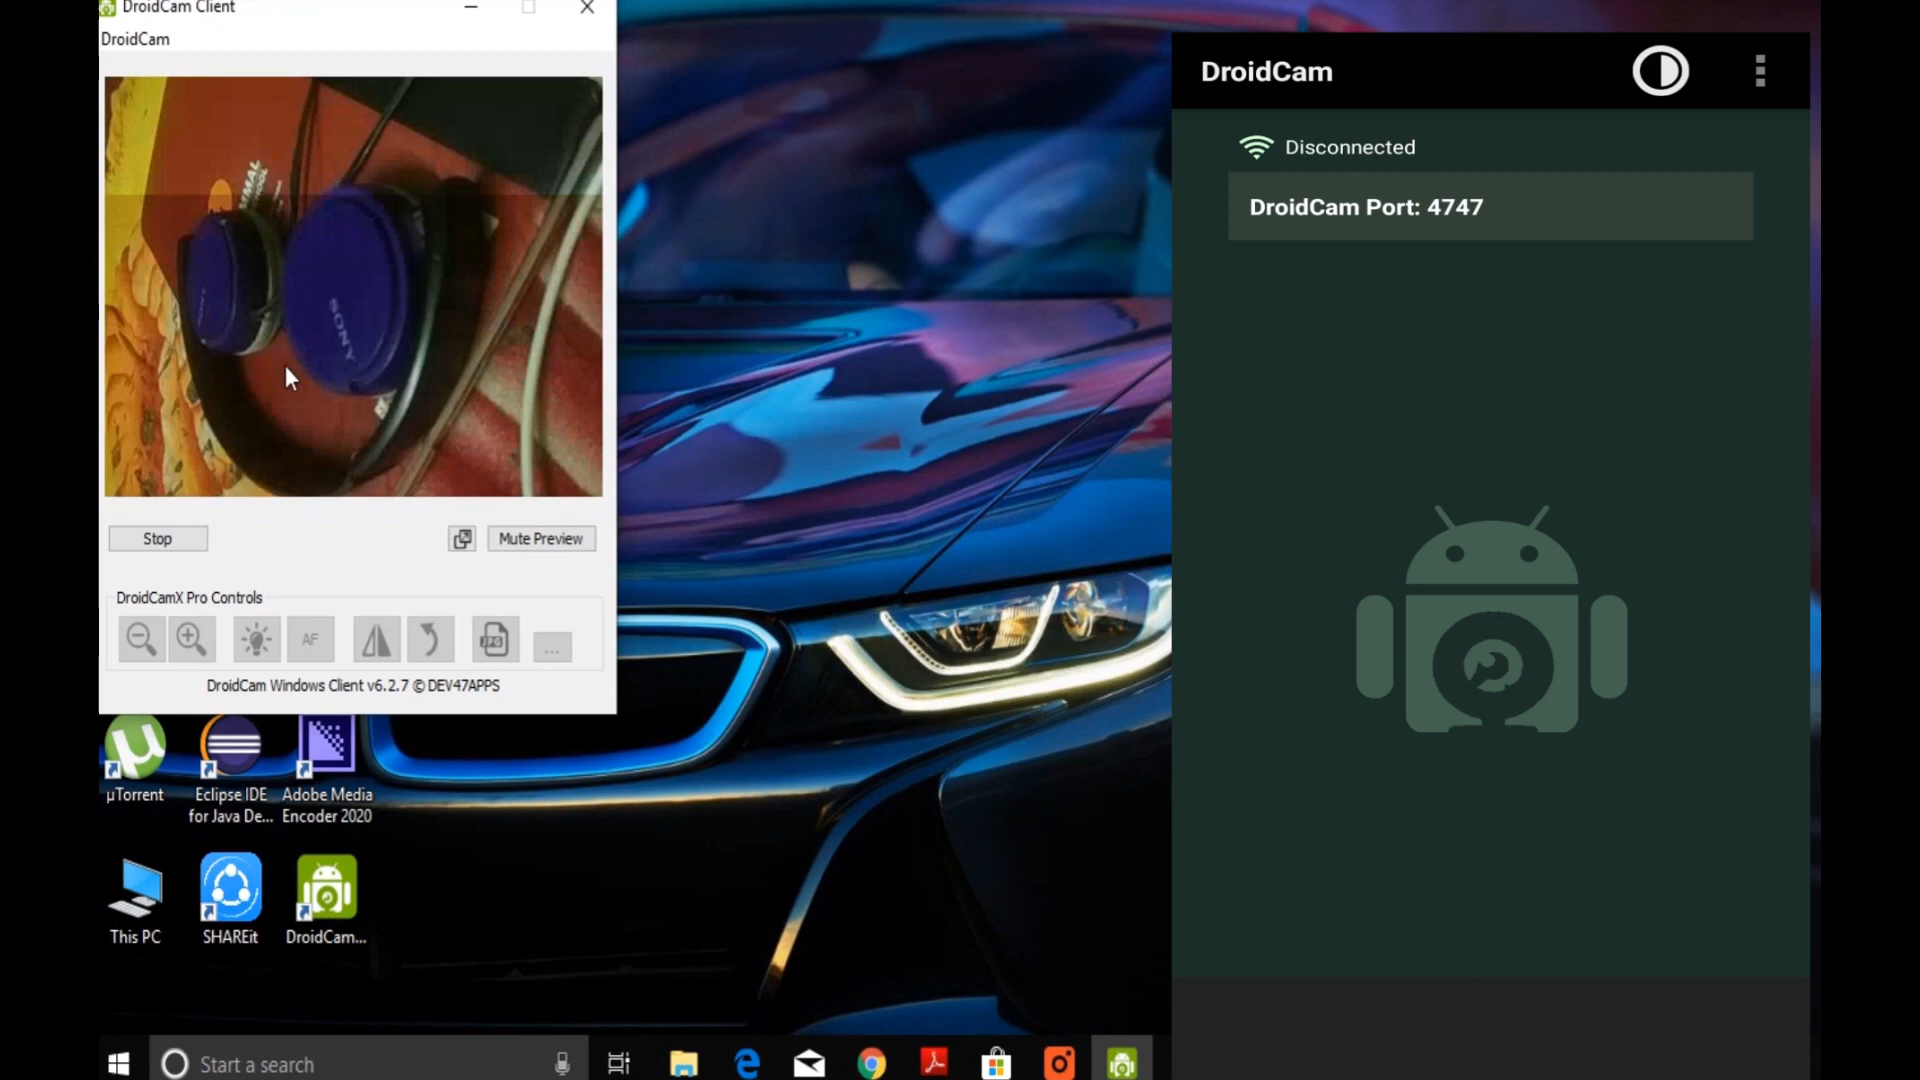 DroidCam Client
DroidCam
SONY
Stop
Mute Preview
DroidCamX Pro Controls
AF
JPG
...
DroidCam Windows Client v6.2.7 © DEV47APPS
µTorrent
Eclipse IDE
for Java De...
Adobe Media
Encoder 2020
This PC
SHAREit
DroidCam...
Start a search
DroidCam
Disconnected
DroidCam Port: 4747